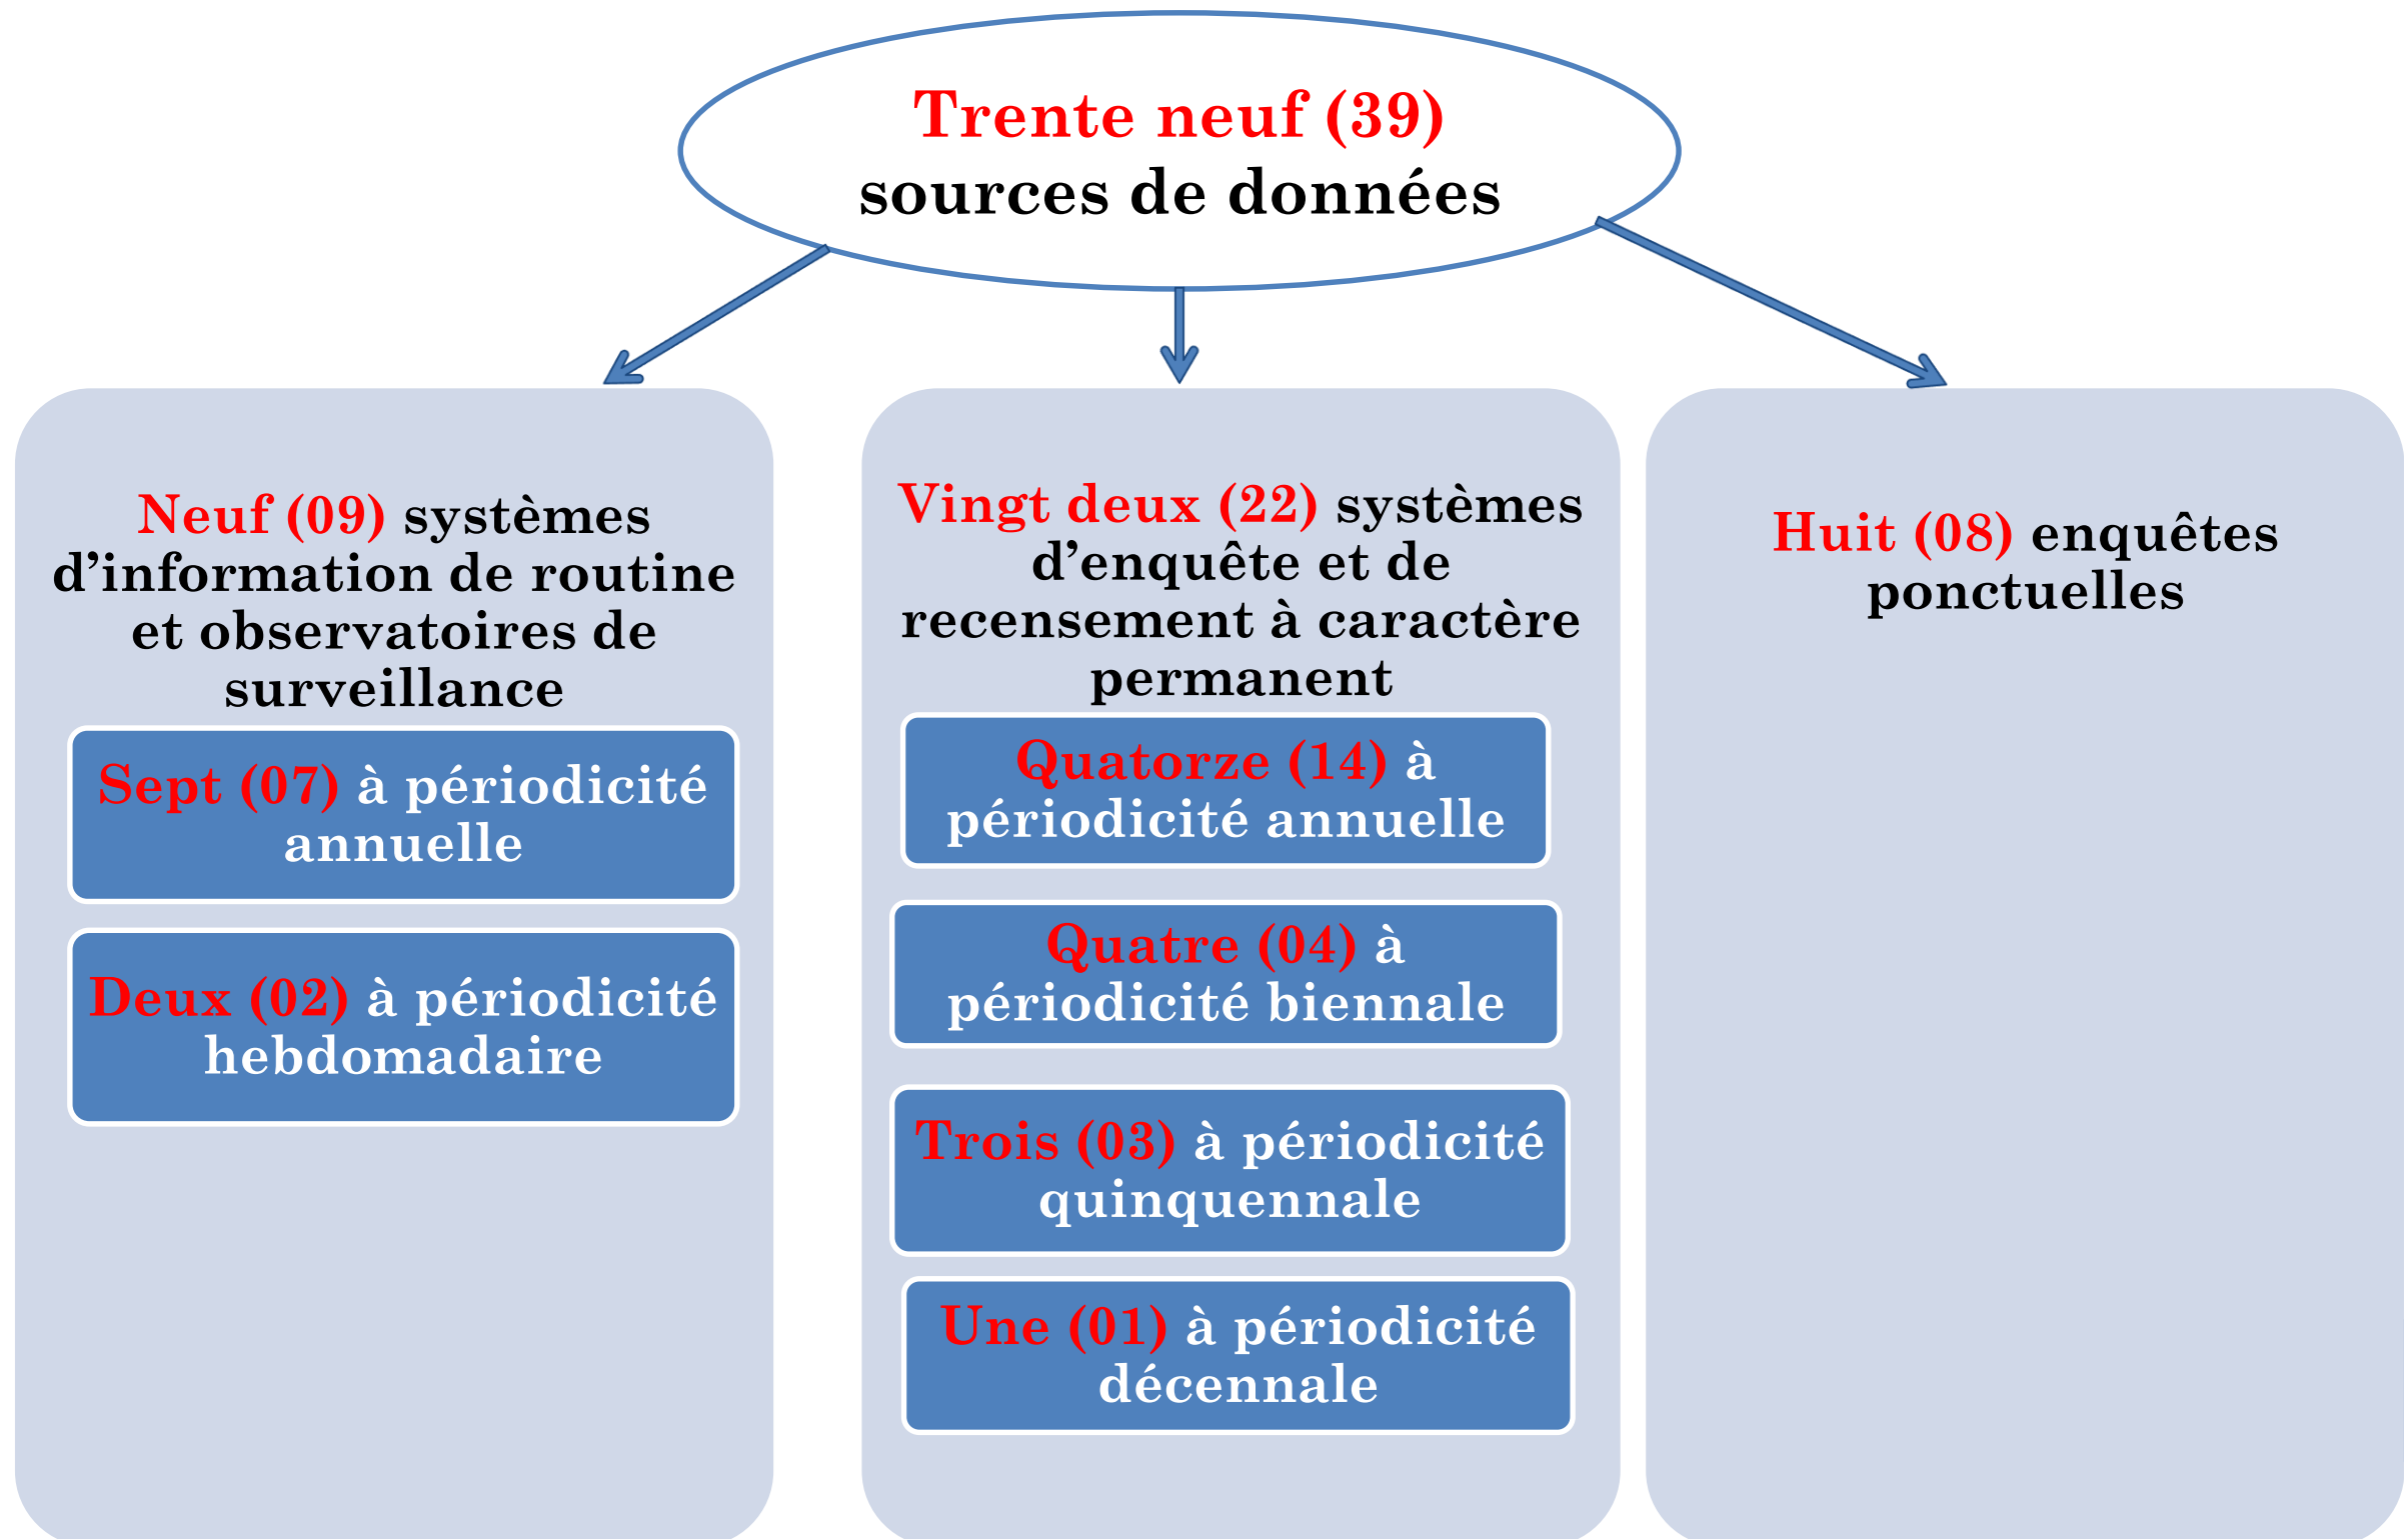 Trente neuf (39)
sources de données
Neuf (09) systèmes
d’information de routine
et observatoires de
surveillance
Sept (07) à périodicité
annuelle
Deux (02) à périodicité
hebdomadaire
Vingt deux (22) systèmes
d’enquête et de
recensement à caractère
permanent
Quatorze (14) à
périodicité annuelle
Quatre (04) à
périodicité biennale
Trois (03) à périodicité
quinquennale
Une (01) à périodicité
décennale
Huit (08) enquêtes
ponctuelles